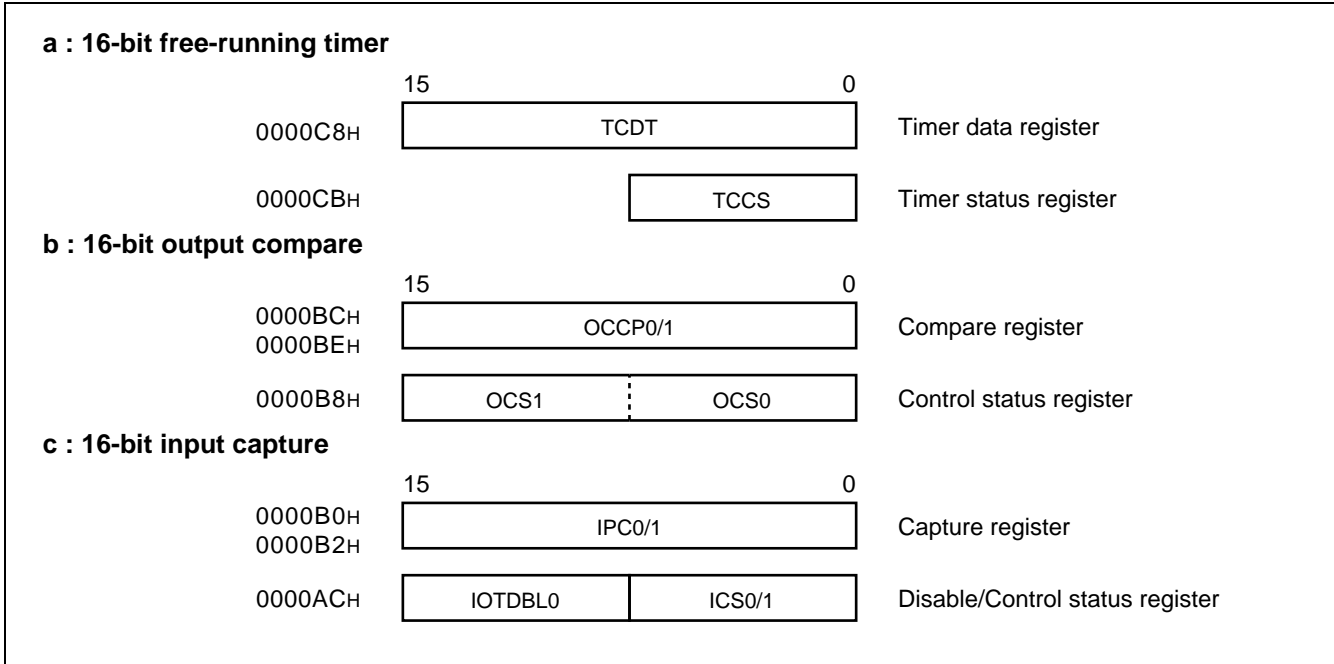 a : 16-bit free-running timer
15 0
0000C8H TCDT Timer data register
0000CBH TCCS Timer status register
b : 16-bit output compare
15 0
0000BCH
0000BEH
OCCP0/1 Compare register
0000B8H OCS1 OCS0 Control status register
c : 16-bit input capture
15 0
0000B0H
0000B2H
IPC0/1 Capture register
0000ACH IOTDBL0 ICS0/1 Disable/Control status register